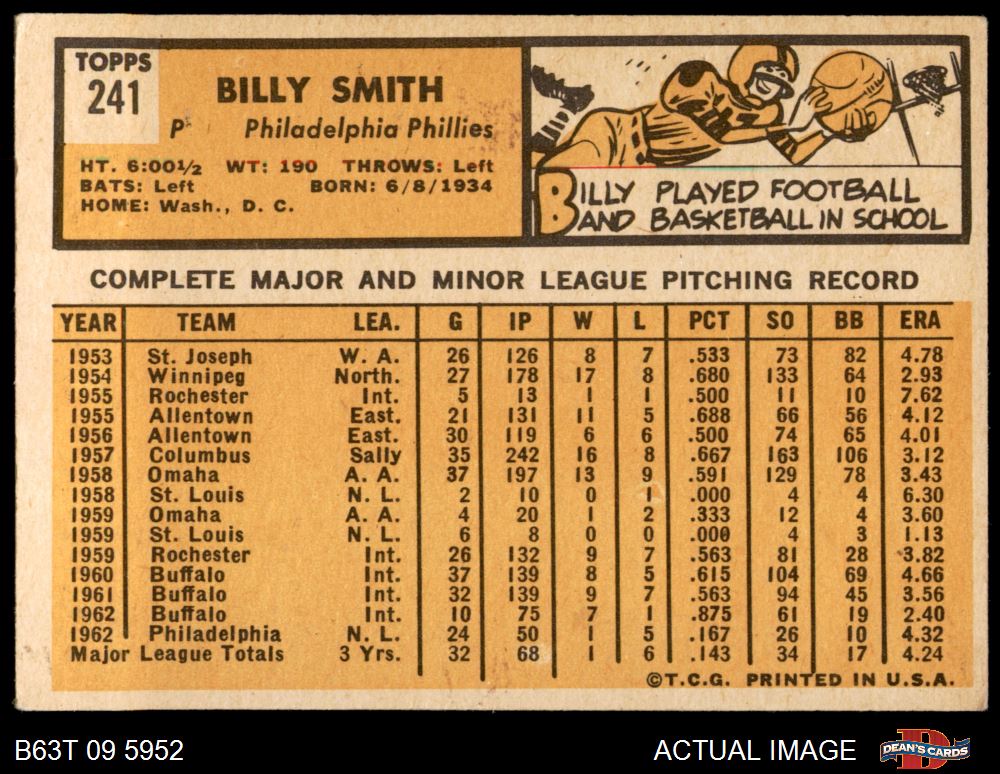 TOPPS
241
BILLY SMITH
P Philadelphia Phillies
HT. 6:00½ WT: 190 THROWS: Left
BATS: Left BORN: 6/8/1934
HOME: Wash., D. C.
BILLY PLAYED FOOTBALL
AND BASKETBALL IN SCHOOL
COMPLETE MAJOR AND MINOR LEAGUE PITCHING RECORD
YEAR TEAM LEA. G IP W L PCT SO BB ERA
1953 St. Joseph W. A. 26 126 8 7 .533 73 82 4.78
1954 Winnipeg North. 27 178 17 8 .680 133 64 2.93
1955 Rochester Int. 5 13 1 1 .500 11 10 7.62
1955 Allentown East. 21 131 11 5 .688 66 56 4.12
1956 Allentown East. 30 119 6 6 .500 74 65 4.01
1957 Columbus Sally 35 242 16 8 .667 163 106 3.12
1958 Omaha A. A. 37 197 13 9 .591 129 78 3.43
1958 St. Louis N. L. 2 10 0 1 .000 4 4 6.30
1959 Omaha A. A. 4 20 1 2 .333 12 4 3.60
1959 St. Louis N. L. 6 8 0 0 .000 4 3 1.13
1959 Rochester Int. 26 132 9 7 .563 81 28 3.82
1960 Buffalo Int. 37 139 8 5 .615 104 69 4.66
1961 Buffalo Int. 32 139 9 7 .563 94 45 3.56
1962 Buffalo Int. 10 75 7 1 .875 61 19 2.40
1962 Philadelphia N. L. 24 50 1 5 .167 26 10 4.32
Major League Totals 3 Yrs. 32 68 1 6 .143 34 17 4.24
©T.C.G. PRINTED IN U.S.A.
B63T 09 5952 ACTUAL IMAGE DEAN'S CARDS